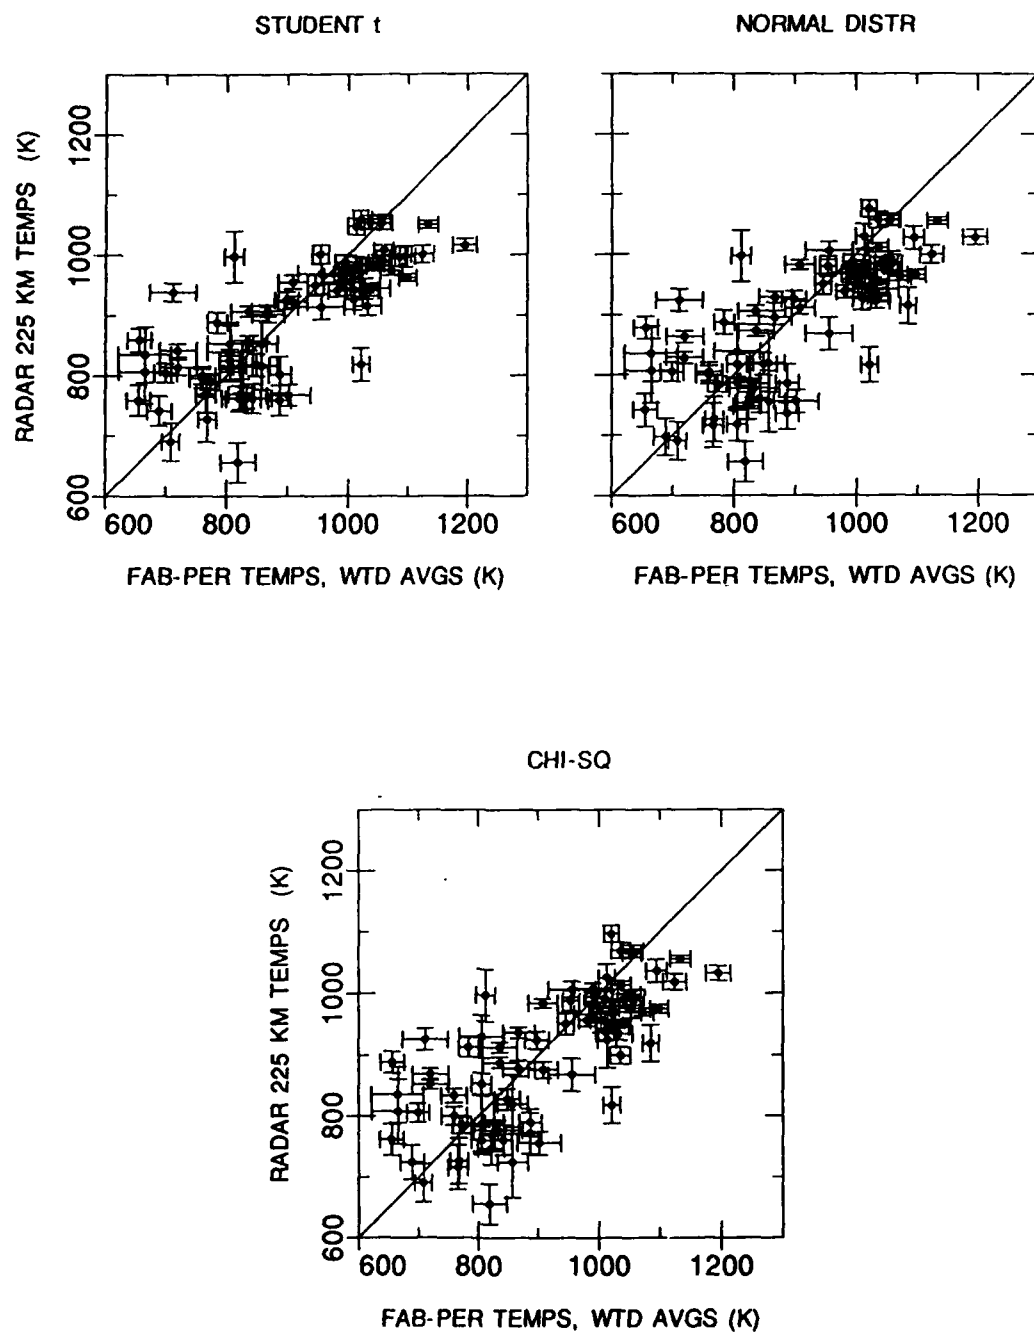 STUDENT t
NORMAL DISTR
RADAR 225 KM TEMPS (K)
1200
1000
800
600
600 800 1000 1200
600 800 1000 1200
FAB-PER TEMPS, WTD AVGS (K)
FAB-PER TEMPS, WTD AVGS (K)
CHI-SQ
RADAR 225 KM TEMPS (K)
1200
1000
800
600
600 800 1000 1200
FAB-PER TEMPS, WTD AVGS (K)